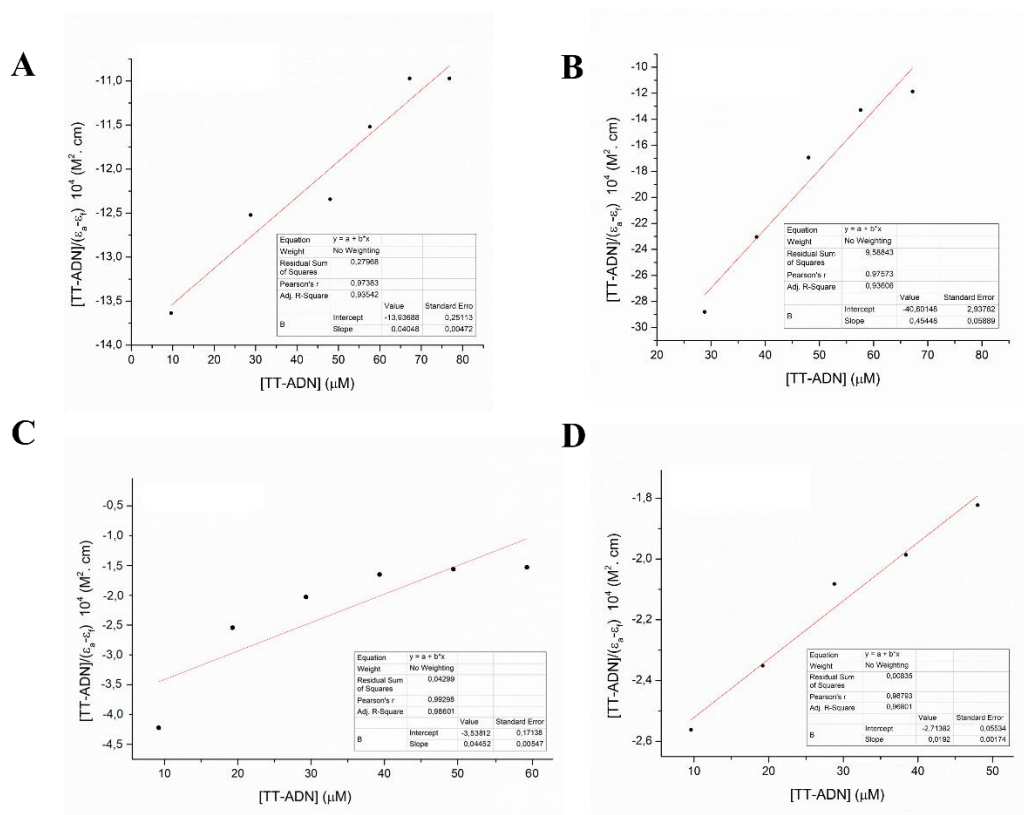 A
[TT-ADN]/(εa-εf) 10⁴ (M². cm)
-11,0
-11,5
-12,0
-12,5
-13,0
-13,5
-14,0
0 10 20 30 40 50 60 70 80
[TT-ADN] (μM)
Equation y = a + b*x
Weight No Weighting
Residual Sum of Squares 0,27968
Pearson's r 0,97383
Adj. R-Square 0,93542
Value Standard Erro
B Intercept -13,93688 0,25113
Slope 0,04048 0,00472
B
[TT-ADN]/(εa-εf) 10⁴ (M². cm)
-10
-12
-14
-16
-18
-20
-22
-24
-26
-28
-30
20 30 40 50 60 70 80
[TT-ADN] (μM)
Equation y = a + b*x
Weight No Weighting
Residual Sum of Squares 9,58843
Pearson's r 0,97573
Adj. R-Square 0,93606
Value Standard Error
B Intercept -40,60148 2,93762
Slope 0,45448 0,05889
C
[TT-ADN]/(εa-εf) 10⁴ (M². cm)
-0,5
-1,0
-1,5
-2,0
-2,5
-3,0
-3,5
-4,0
-4,5
10 20 30 40 50 60
[TT-ADN] (μM)
Equation y = a + b*x
Weight No Weighting
Residual Sum of Squares 0,04299
Pearson's r 0,99298
Adj. R-Square 0,98601
Value Standard Error
B Intercept -3,53812 0,17138
Slope 0,04452 0,00547
D
[TT-ADN]/(εa-εf) 10⁴ (M². cm)
-1,8
-2,0
-2,2
-2,4
-2,6
10 20 30 40 50
[TT-ADN] (μM)
Equation y = a + b*x
Weight No Weighting
Residual Sum of Squares 0,00835
Pearson's r 0,98793
Adj. R-Square 0,96801
Value Standard Error
B Intercept -2,71382 0,05534
Slope 0,0192 0,00174